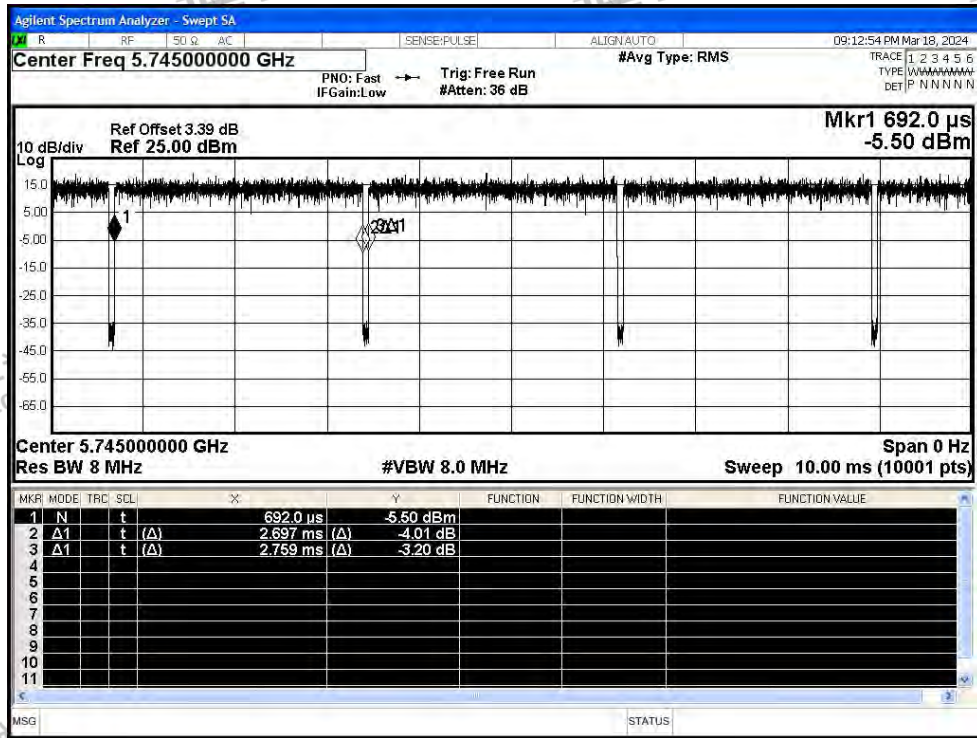 Agilent Spectrum Analyzer - Swept SA
LXI R RF 50 Ω AC SENSE:PULSE ALIGN AUTO 09:12:54 PM Mar 18, 2024
Center Freq 5.745000000 GHz #Avg Type: RMS TRACE 1 2 3 4 5 6
PNO: Fast Trig: Free Run TYPE WWWWWW
IFGain:Low #Atten: 36 dB DET P N N N N N
Mkr1 692.0 µs
Ref Offset 3.39 dB
10 dB/div Ref 25.00 dBm -5.50 dBm
Log
15.0
5.00
1
3Δ1
-5.00
-15.0
-25.0
-35.0
-45.0
-55.0
-65.0
Center 5.745000000 GHz Span 0 Hz
Res BW 8 MHz #VBW 8.0 MHz Sweep 10.00 ms (10001 pts)
MKR MODE TRC SCL X Y FUNCTION FUNCTION WIDTH FUNCTION VALUE
1 N t 692.0 µs -5.50 dBm
2 Δ1 t (Δ) 2.697 ms (Δ) -4.01 dB
3 Δ1 t (Δ) 2.759 ms (Δ) -3.20 dB
4
5
6
7
8
9
10
11
MSG STATUS